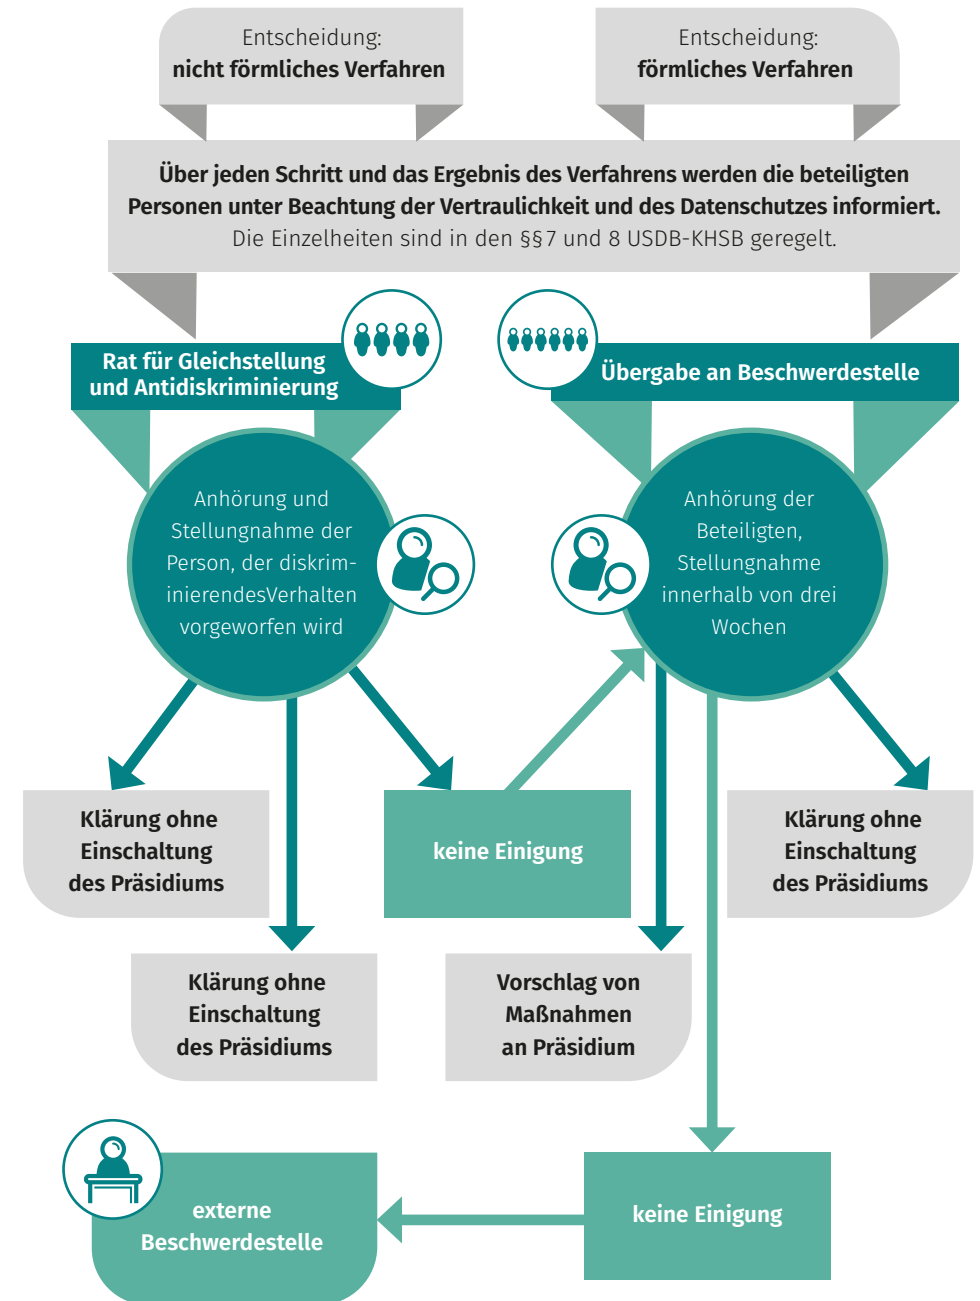 Entscheidung:
nicht förmliches Verfahren
Entscheidung:
förmliches Verfahren
Über jeden Schritt und das Ergebnis des Verfahrens werden die beteiligten
Personen unter Beachtung der Vertraulichkeit und des Datenschutzes informiert.
Die Einzelheiten sind in den §§ 7 und 8 USDB-KHSB geregelt.
Rat für Gleichstellung
und Antidiskriminierung
Übergabe an Beschwerdestelle
Anhörung und
Stellungnahme der
Person, der diskrim-
inierendesVerhalten
vorgeworfen wird
Anhörung der
Beteiligten,
Stellungnahme
innerhalb von drei
Wochen
Klärung ohne
Einschaltung
des Präsidiums
keine Einigung
Klärung ohne
Einschaltung
des Präsidiums
Klärung ohne
Einschaltung
des Präsidiums
Vorschlag von
Maßnahmen
an Präsidium
externe
Beschwerdestelle
keine Einigung